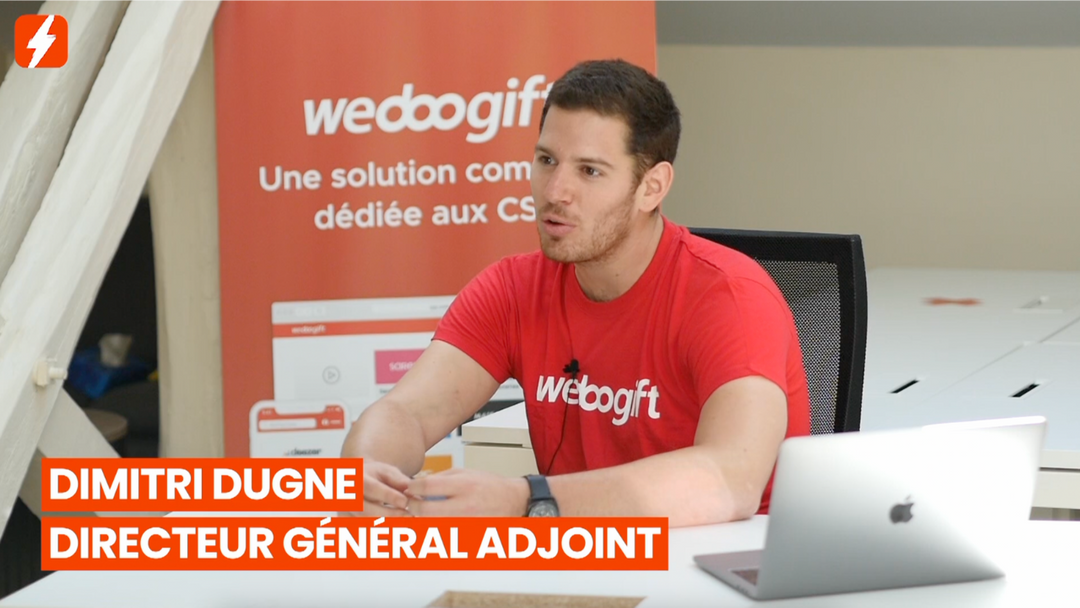 wedoogift
Une solution com
dédiée aux CS
wedoogift
wedoogift
DIMITRI DUGNE
DIRECTEUR GÉNÉRAL ADJOINT